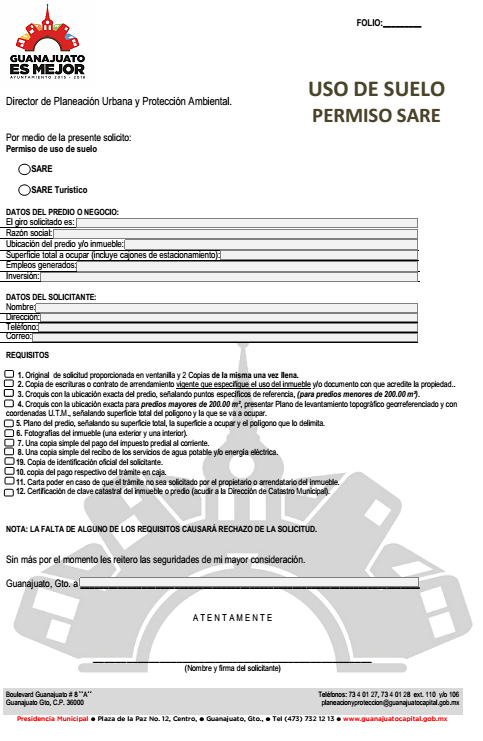 GUANAJUATO
ES MEJOR
AYUNTAMIENTO 2015 - 2018
FOLIO:_________
USO DE SUELO
PERMISO SARE
Director de Planeación Urbana y Protección Ambiental.
Por medio de la presente solicito:
Permiso de uso de suelo
SARE
SARE Turístico
DATOS DEL PREDIO O NEGOCIO:
El giro solicitado es:
Razón social:
Ubicación del predio y/o inmueble:
Superficie total a ocupar (incluye cajones de estacionamiento):
Empleos generados:
Inversión:
DATOS DEL SOLICITANTE:
Nombre:
Dirección:
Teléfono:
Correo:
REQUISITOS
1. Original de solicitud proporcionada en ventanilla y 2 Copias de la misma una vez llena.
2. Copia de escrituras o contrato de arrendamiento vigente que especifique el uso del inmueble y/o documento con que acredite la propiedad..
3. Croquis con la ubicación exacta del predio, señalando puntos específicos de referencia, (para predios menores de 200.00 m²).
4. Croquis con la ubicación exacta para predios mayores de 200.00 m², presentar Plano de levantamiento topográfico georeferenciado y con
coordenadas U.T.M., señalando superficie total del polígono y la que se va a ocupar.
5. Plano del predio, señalando su superficie total, la superficie a ocupar y el polígono que lo delimita.
6. Fotografías del inmueble (una exterior y una interior).
7. Una copia simple del pago del impuesto predial al corriente.
8. Una copia simple del recibo de los servicios de agua potable y/o energía eléctrica.
19. Copia de identificación oficial del solicitante.
10. copia del pago respectivo del trámite en caja.
11. Carta poder en caso de que el trámite no sea solicitado por el propietario o arrendatario del inmueble.
12. Certificación de clave catastral del inmueble o predio (acudir a la Dirección de Catastro Municipal).
NOTA: LA FALTA DE ALGUNO DE LOS REQUISITOS CAUSARÁ RECHAZO DE LA SOLICITUD.
Sin más por el momento les reitero las seguridades de mi mayor consideración.
Guanajuato, Gto. a
A T E N T A M E N T E
(Nombre y firma del solicitante)
Boulevard Guanajuato # 8 ¨A¨ Teléfonos: 73 4 01 27, 73 4 01 28 ext. 110 y/o 106
Guanajuato Gto, C.P. 36000 planeacionyproteccion@guanajuatocapital.gob.mx
Presidencia Municipal ● Plaza de la Paz No. 12, Centro, ● Guanajuato, Gto., ● Tel (473) 732 12 13 ● www.guanajuatocapital.gob.mx